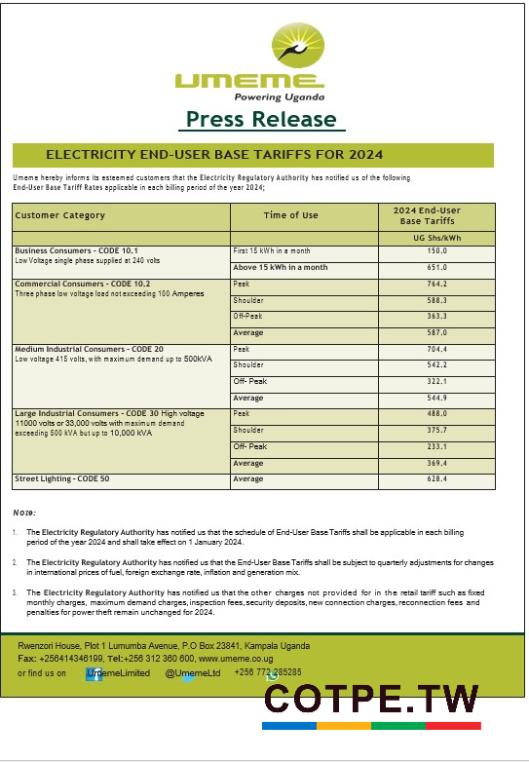 UMEME
Powering Uganda
Press Release
ELECTRICITY END-USER BASE TARIFFS FOR 2024
Umeme hereby informs its esteemed customers that the Electricity Regulatory Authority has notified us of the following
End-User Base Tariff Rates applicable in each billing period of the year 2024;
Customer Category Time of Use 2024 End-User
Base Tariffs
UG Shs/kWh
Business Consumers - CODE 10.1 First 15 kWh in a month 150.0
Low Voltage single phase supplied at 240 volts
Above 15 kWh in a month 651.0
Commercial Consumers - CODE 10.2 Peak 764.2
Three phase low voltage load not exceeding 100 Amperes
Shoulder 588.3
Off-Peak 363.3
Average 587.0
Medium Industrial Consumers - CODE 20 Peak 704.4
Low voltage 415 volts, with maximum demand up to 500kVA
Shoulder 542.2
Off- Peak 322.1
Average 544.9
Large Industrial Consumers - CODE 30 High voltage Peak 488.0
11000 volts or 33,000 volts with maximum demand
exceeding 500 kVA but up to 10,000 kVA
Shoulder 375.7
Off- Peak 233.1
Average 369.4
Street Lighting - CODE 50 Average 628.4
Note:
1. The Electricity Regulatory Authority has notified us that the schedule of End-User Base Tariffs shall be applicable in each billing
period of the year 2024 and shall take effect on 1 January 2024.
2. The Electricity Regulatory Authority has notified us that the End-User Base Tariffs shall be subject to quarterly adjustments for changes
in international prices of fuel, foreign exchange rate, inflation and generation mix.
3. The Electricity Regulatory Authority has notified us that the other charges not provided for in the retail tariff such as fixed
monthly charges, maximum demand charges, inspection fees, security deposits, new connection charges, reconnection fees and
penalties for power theft remain unchanged for 2024.
Rwenzori House, Plot 1 Lumumba Avenue, P.O Box 23841, Kampala Uganda
Fax: +256414346199, Tel:+256 312 360 600, www.umeme.co.ug
or find us on UmemeLimited @UmemeLtd +256 772 285285
COTPE.TW